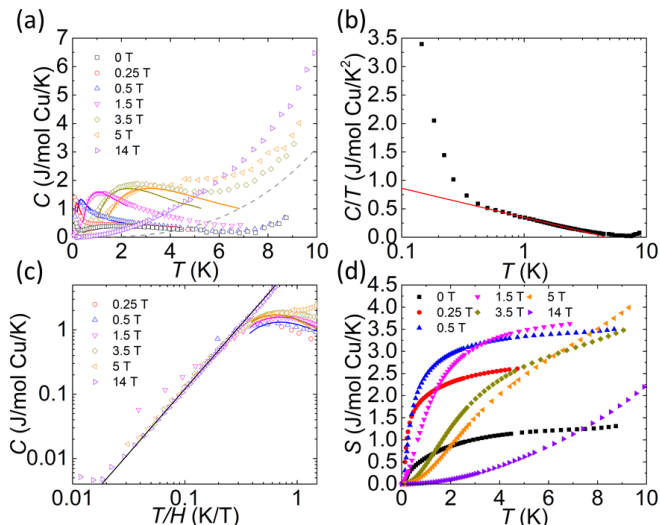 (a)
7
6
5
4
3
2
1
0
C (J/mol Cu/K)
0 T
0.25 T
0.5 T
1.5 T
3.5 T
5 T
14 T
0 2 4 6 8 10
T (K)
(b)
3.5
3.0
2.5
2.0
1.5
1.0
0.5
0.0
C/T (J/mol Cu/K²)
0.1 1 10
T (K)
(c)
1
0.1
0.01
C (J/mol Cu/K)
0.25 T
0.5 T
1.5 T
3.5 T
5 T
14 T
0.01 0.1 1
T/H (K/T)
(d)
5.0
4.5
4.0
3.5
3.0
2.5
2.0
1.5
1.0
0.5
0.0
S (J/mol Cu/K)
0 T 1.5 T 5 T
0.25 T 3.5 T 14 T
0.5 T
0 2 4 6 8 10
T (K)